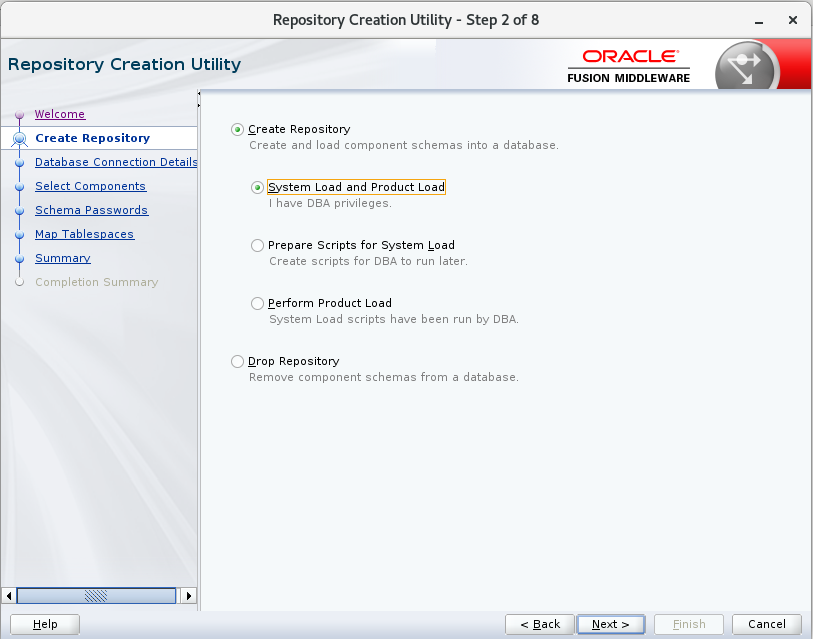 Repository Creation Utility - Step 2 of 8
Repository Creation Utility
ORACLE
FUSION MIDDLEWARE
Welcome
Create Repository
Database Connection Details
Select Components
Schema Passwords
Map Tablespaces
Summary
Completion Summary
Create Repository
Create and load component schemas into a database.
System Load and Product Load
I have DBA privileges.
Prepare Scripts for System Load
Create scripts for DBA to run later.
Perform Product Load
System Load scripts have been run by DBA.
Drop Repository
Remove component schemas from a database.
Help
< Back
Next >
Finish
Cancel